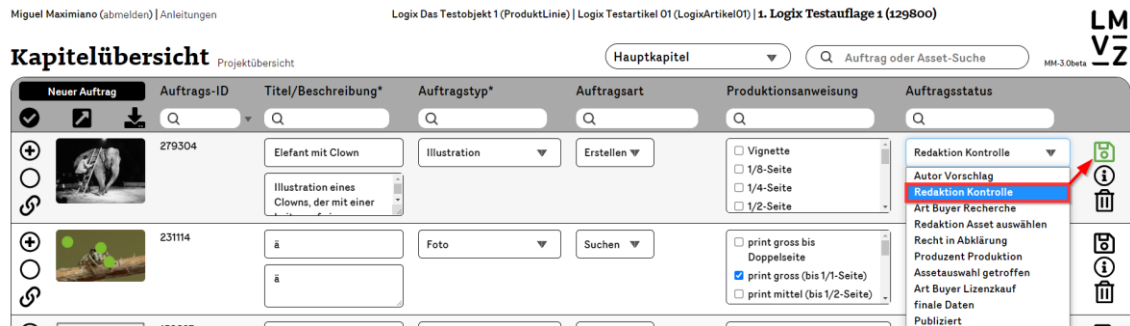 Miguel Maximiano (abmelden) | Anleitungen
Logix Das Testobjekt 1 (ProduktLinie) | Logix Testartikel 01 (LogixArtikel01) | 1. Logix Testauflage 1 (129800)
LM
VZ
Kapitelübersicht Projektübersicht
Hauptkapitel
Auftrag oder Asset-Suche
MM-3.0beta
Neuer Auftrag
Auftrags-ID
Titel/Beschreibung*
Auftragstyp*
Auftragsart
Produktionsanweisung
Auftragsstatus
279304
Elefant mit Clown
Illustration eines
Clowns, der mit einer
Illustration
Erstellen
Vignette
1/8-Seite
1/4-Seite
1/2-Seite
Redaktion Kontrolle
Autor Vorschlag
Redaktion Kontrolle
Art Buyer Recherche
Redaktion Asset auswählen
Recht in Abklärung
Produzent Produktion
Assetauswahl getroffen
Art Buyer Lizenzkauf
finale Daten
Publiziert
231114
ä
ä
Foto
Suchen
print gross bis
Doppelseite
print gross (bis 1/1-Seite)
print mittel (bis 1/2-Seite)